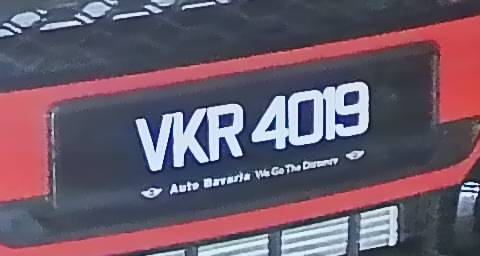 VKR 4019
Auto Bavaria We Go The Distance